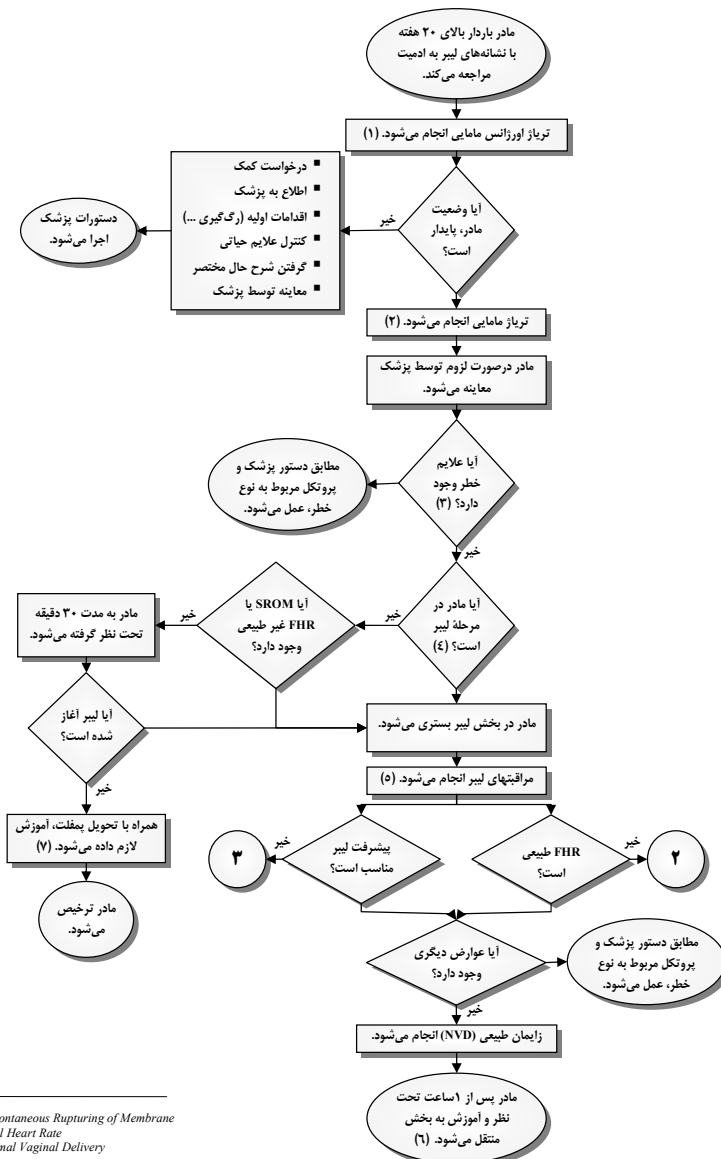 مادر باردار بالای ۲۰ هفته
با نشانه‌های لیبر به ادمیت
مراجعه می‌کند.
تریاژ اورژانس مامایی انجام می‌شود. (۱)
آیا وضعیت
مادر، پایدار
است؟
خیر
درخواست کمک
اطلاع به پزشک
اقدامات اولیه (رگ‌گیری ...)
کنترل علایم حیاتی
گرفتن شرح حال مختصر
معاینه توسط پزشک
دستورات پزشک
اجرا می‌شود.
تریاژ مامایی انجام می‌شود. (۲)
مادر درصورت لزوم توسط پزشک
معاینه می‌شود.
آیا علایم
خطر وجود
دارد؟ (۳)
مطابق دستور پزشک و
پروتکل مربوط به نوع
خطر، عمل می‌شود.
خیر
آیا مادر در
مرحلهٔ لیبر
است؟ (٤)
خیر
آیا SROM یا
FHR غیر طبیعی
وجود دارد؟
خیر
مادر به مدت ۳۰ دقیقه
تحت نظر گرفته می‌شود.
آیا لیبر آغاز
شده است؟
خیر
همراه با تحویل پمفلت، آموزش
لازم داده می‌شود. (۷)
مادر ترخیص
می‌شود.
مادر در بخش لیبر بستری می‌شود.
مراقبتهای لیبر انجام می‌شود. (٥)
FHR طبیعی
است؟
خیر
۲
پیشرفت لیبر
مناسب است؟
خیر
۳
آیا عوارض دیگری
وجود دارد؟
مطابق دستور پزشک و
پروتکل مربوط به نوع
خطر، عمل می‌شود.
خیر
زایمان طبیعی (NVD) انجام می‌شود.
مادر پس از ۱ساعت تحت
نظر و آموزش به بخش
منتقل می‌شود. (٦)
ontaneous Rupturing of Membrane
l Heart Rate
mal Vaginal Delivery